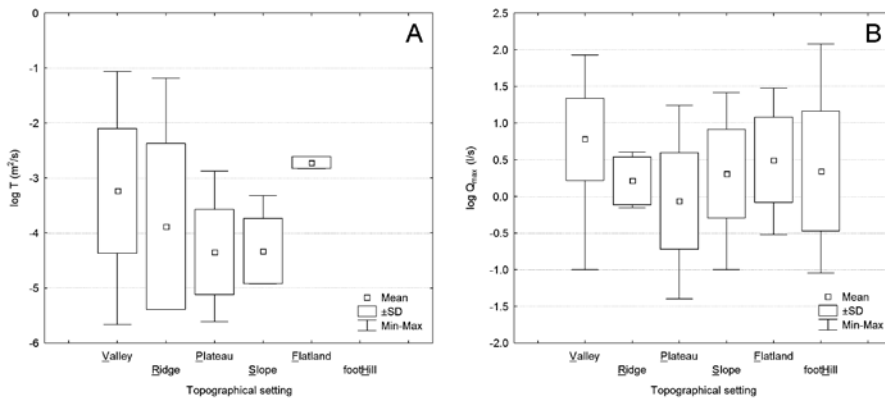 A
0
-1
-2
-3
-4
-5
-6
log T (m²/s)
Mean
±SD
Min-Max
Valley
Plateau
Flatland
Ridge
Slope
footHill
Topographical setting
B
2.5
2.0
1.5
1.0
0.5
0.0
-0.5
-1.0
-1.5
-2.0
log Qmax (l/s)
Mean
±SD
Min-Max
Valley
Plateau
Flatland
Ridge
Slope
footHill
Topographical setting